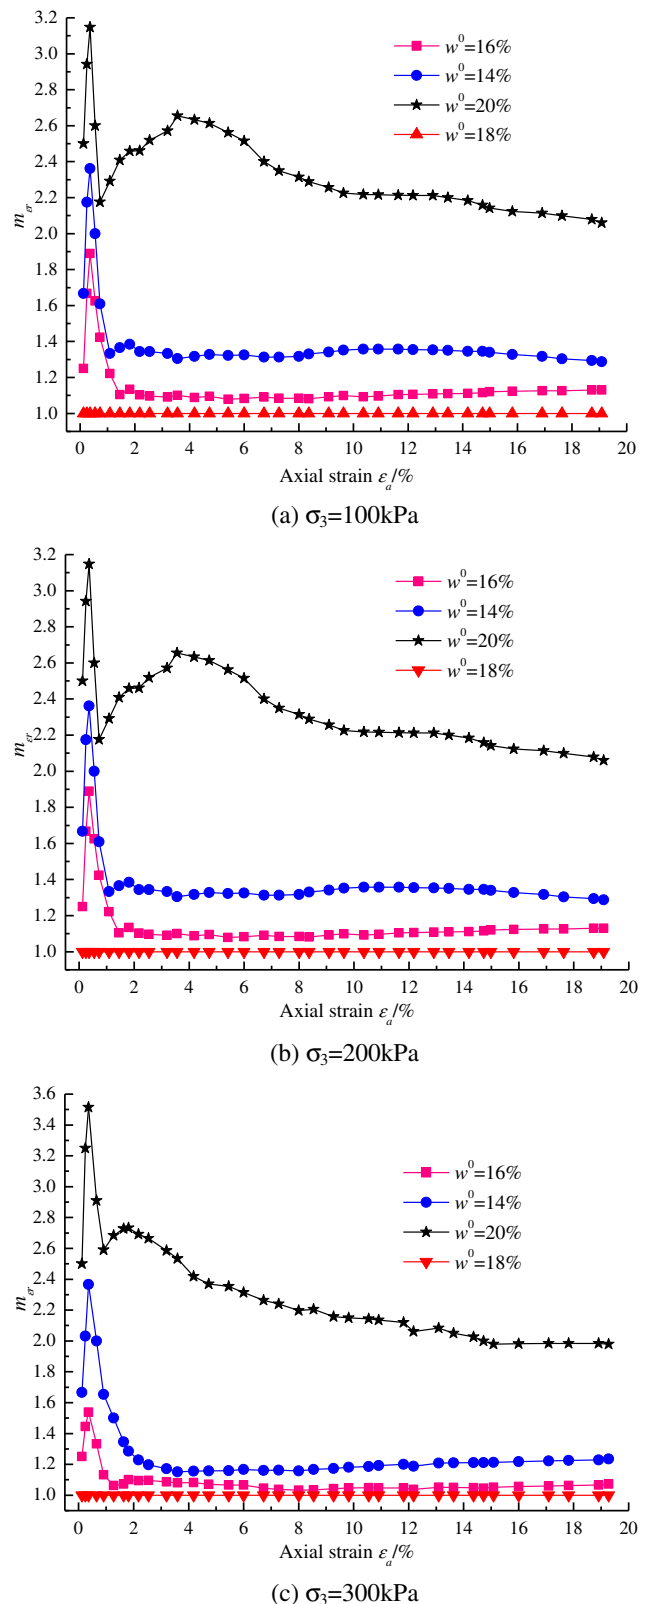 3.2
3.0
2.8
2.6
2.4
2.2
2.0
1.8
1.6
1.4
1.2
1.0
m_εr
w⁰=16%
w⁰=14%
w⁰=20%
w⁰=18%
0 2 4 6 8 10 12 14 16 18 20
Axial strain ε_a/%
(a) σ₃=100kPa
3.2
3.0
2.8
2.6
2.4
2.2
2.0
1.8
1.6
1.4
1.2
1.0
m_εr
w⁰=16%
w⁰=14%
w⁰=20%
w⁰=18%
0 2 4 6 8 10 12 14 16 18 20
Axial strain ε_a/%
(b) σ₃=200kPa
3.6
3.4
3.2
3.0
2.8
2.6
2.4
2.2
2.0
1.8
1.6
1.4
1.2
1.0
m_εr
w⁰=16%
w⁰=14%
w⁰=20%
w⁰=18%
0 2 4 6 8 10 12 14 16 18 20
Axial strain ε_a/%
(c) σ₃=300kPa